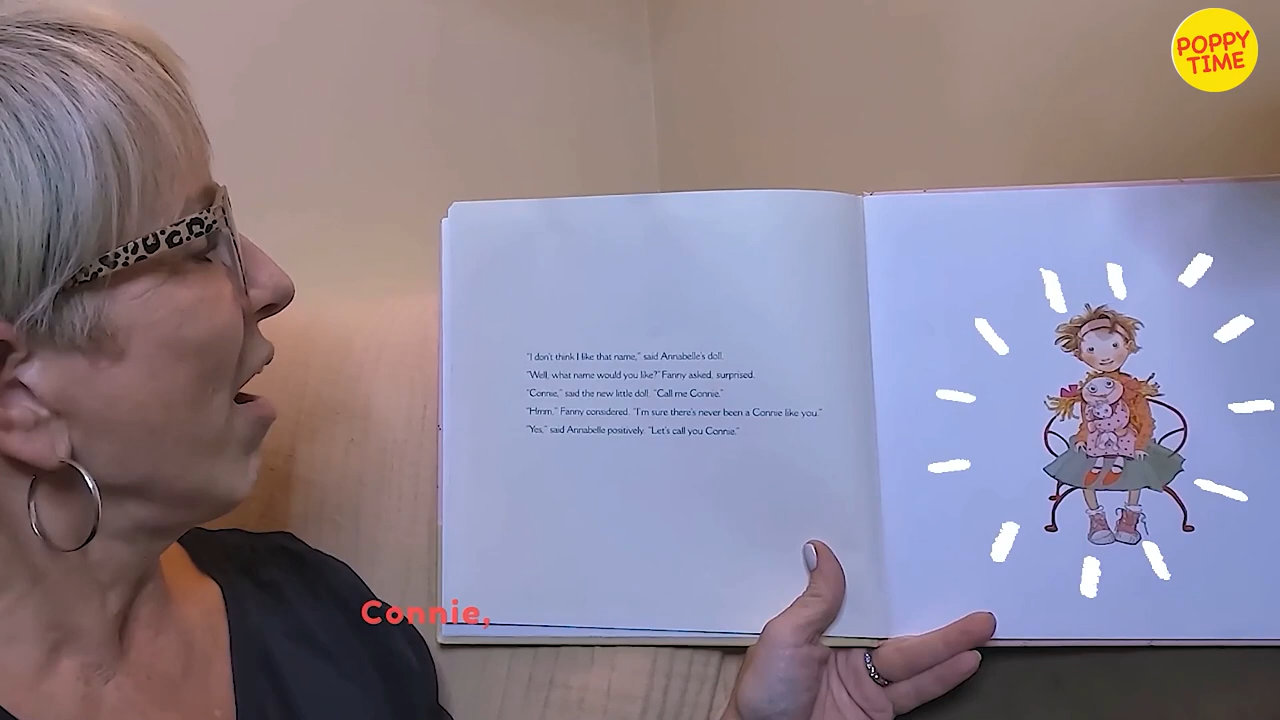 POPPY
TIME
"I don't think I like that name," said Annabelle's doll.
"Well, what name would you like?" Fanny asked, surprised.
"Connie," said the new little doll. "Call me Connie."
"Hmm," Fanny considered. "I'm sure there's never been a Connie like you."
"Yes," said Annabelle positively. "Let's call you Connie."
Connie,